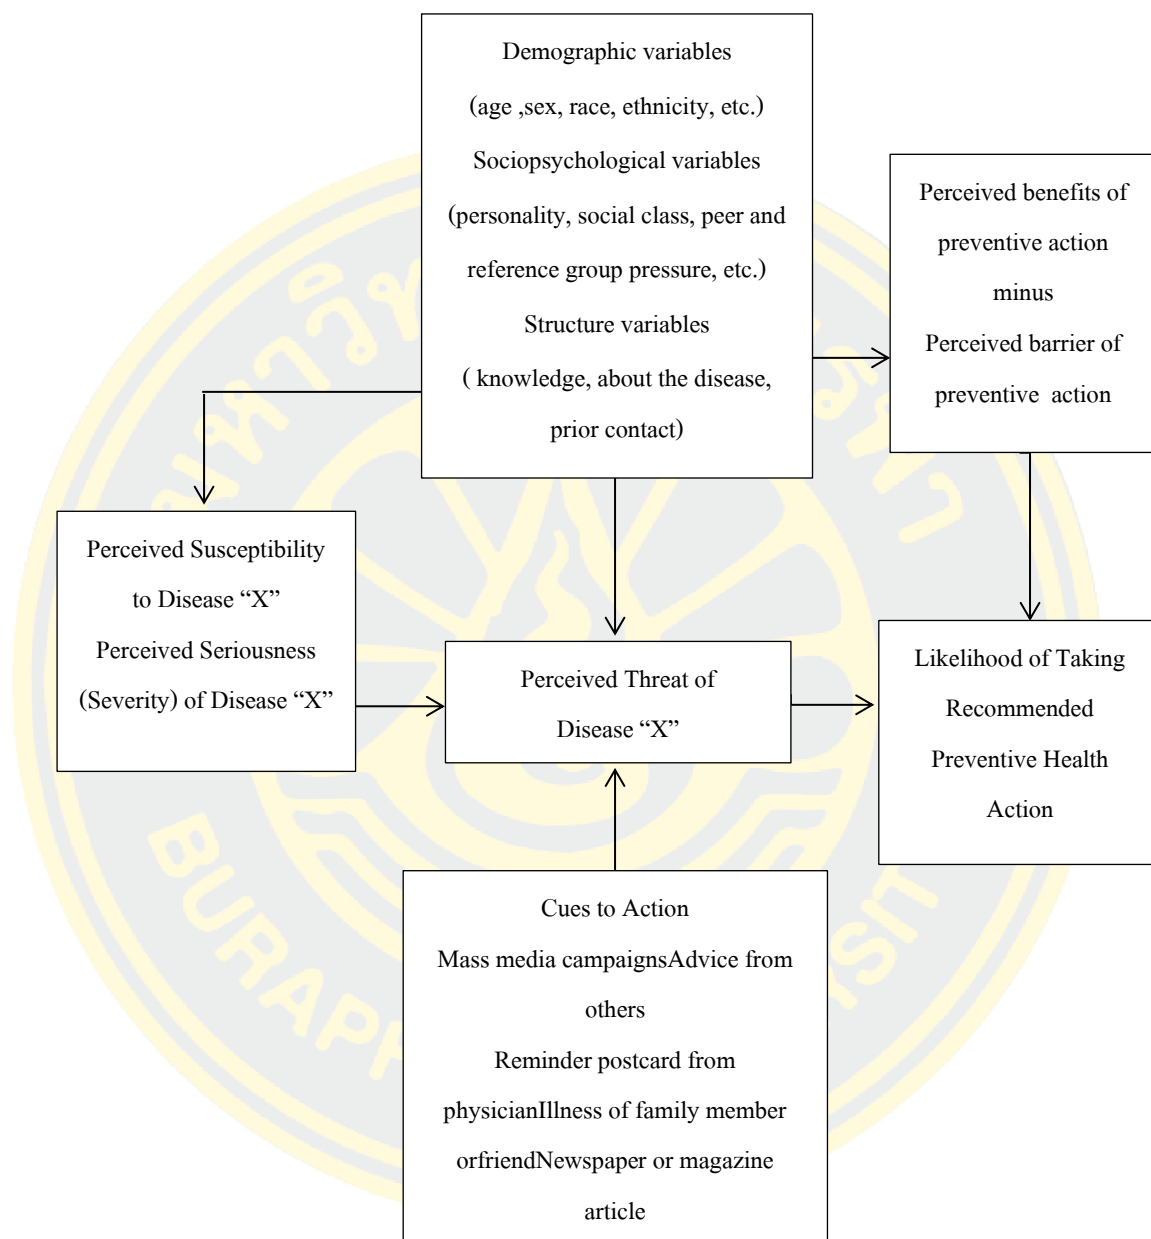 Demographic variables
(age ,sex, race, ethnicity, etc.)
Sociopsychological variables
(personality, social class, peer and
reference group pressure, etc.)
Structure variables
( knowledge, about the disease,
prior contact)
Perceived benefits of
preventive action
minus
Perceived barrier of
preventive  action
Perceived Susceptibility
to Disease “X”
Perceived Seriousness
(Severity) of Disease “X”
Perceived Threat of
Disease “X”
Likelihood of Taking
Recommended
Preventive Health
Action
Cues to Action
Mass media campaignsAdvice from
others
Reminder postcard from
physicianIllness of family member
orfriendNewspaper or magazine
article